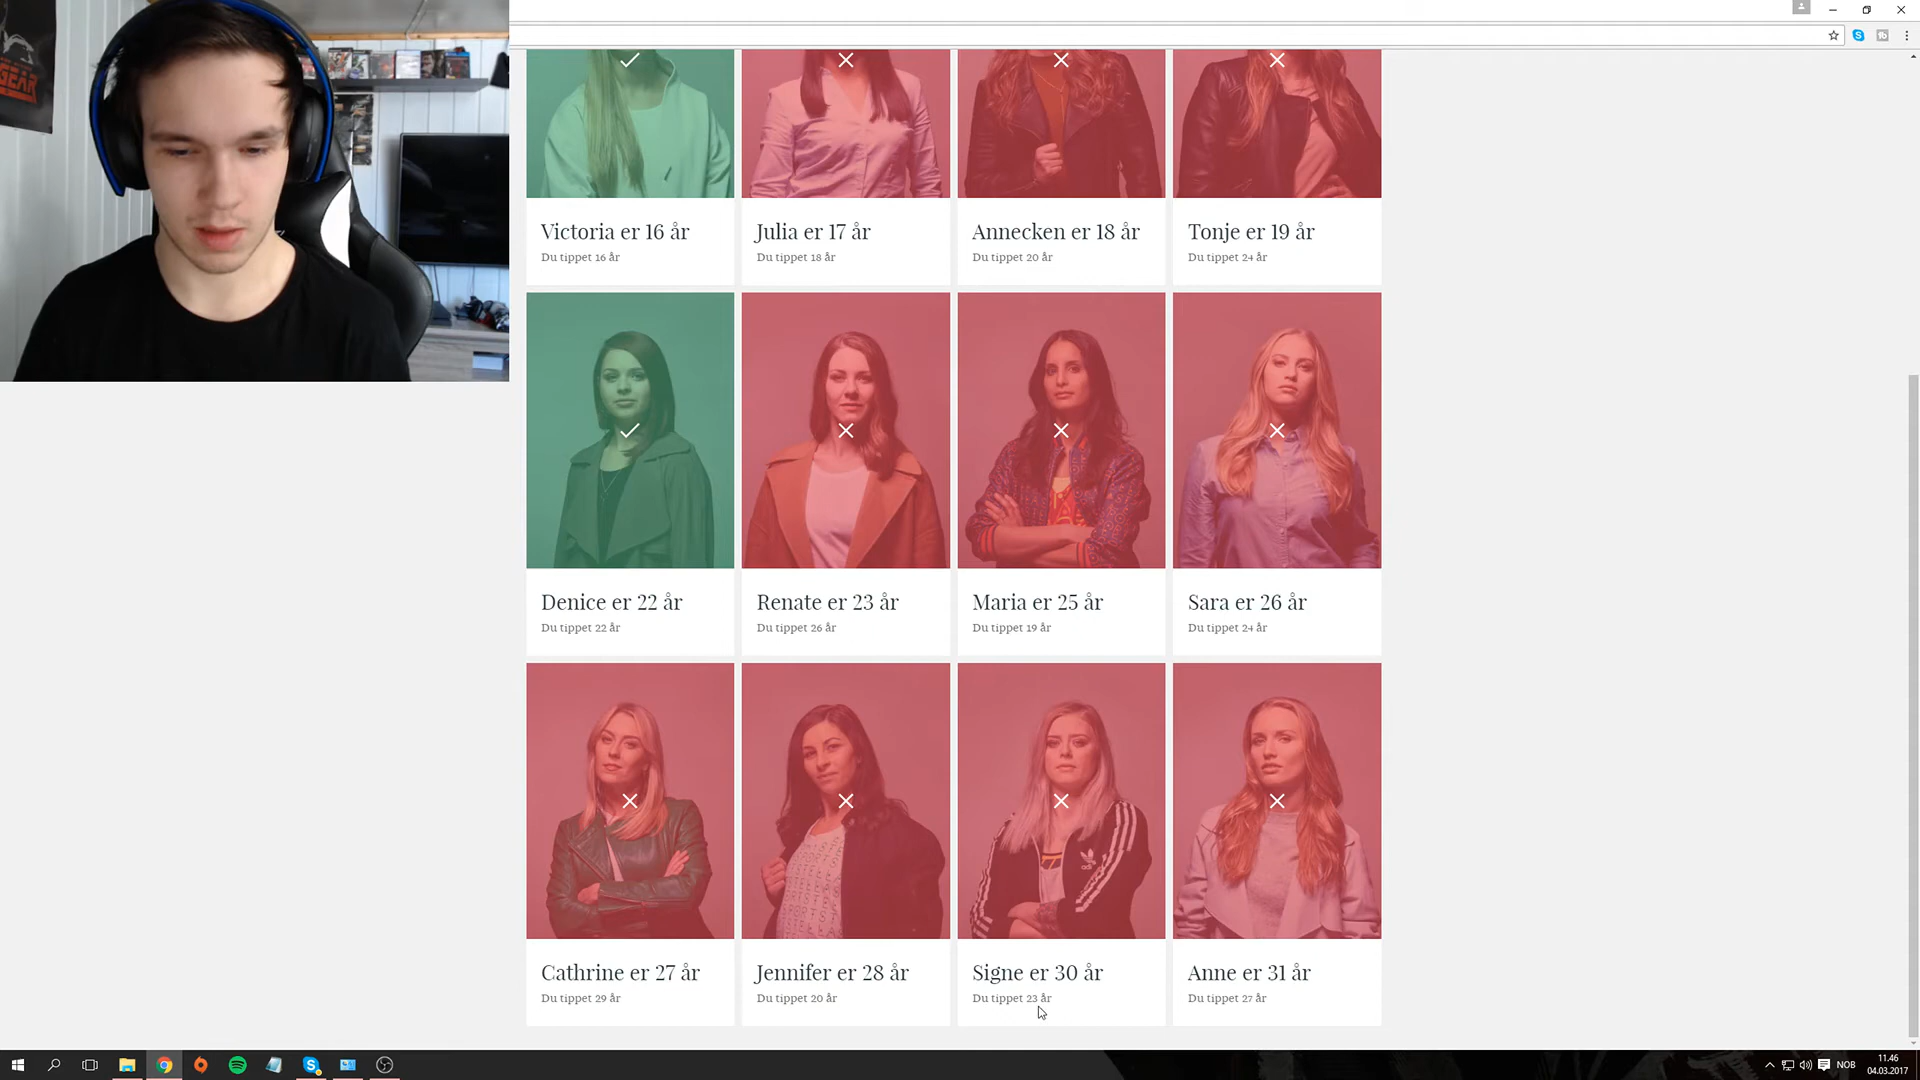 GEAR
Victoria er 16 år
Du tippet 16 år
Julia er 17 år
Du tippet 18 år
Annecken er 18 år
Du tippet 20 år
Tonje er 19 år
Du tippet 24 år
Denice er 22 år
Du tippet 22 år
Renate er 23 år
Du tippet 26 år
Maria er 25 år
Du tippet 19 år
Sara er 26 år
Du tippet 24 år
Cathrine er 27 år
Du tippet 29 år
Jennifer er 28 år
Du tippet 20 år
Signe er 30 år
Du tippet 23 år
Anne er 31 år
Du tippet 27 år
NOB
11.46
04.03.2017